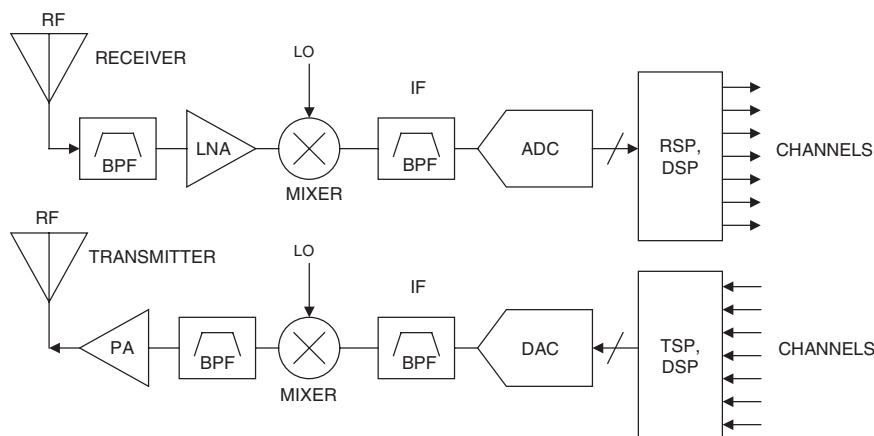 RF
RECEIVER
LO
IF
BPF
LNA
BPF
ADC
RSP,
DSP
CHANNELS
MIXER
RF
TRANSMITTER
LO
IF
PA
BPF
BPF
DAC
TSP,
DSP
CHANNELS
MIXER